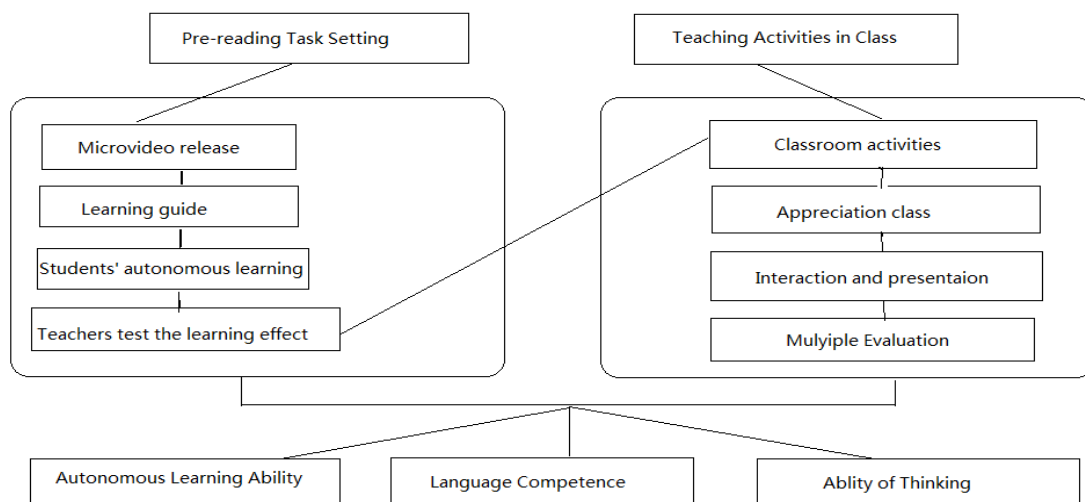 Pre-reading Task Setting
Teaching Activities in Class
Microvideo release
Learning guide
Students' autonomous learning
Teachers test the learning effect
Classroom activities
Appreciation class
Interaction and presentaion
Mulyiple Evaluation
Autonomous Learning Ability
Language Competence
Ablity of Thinking